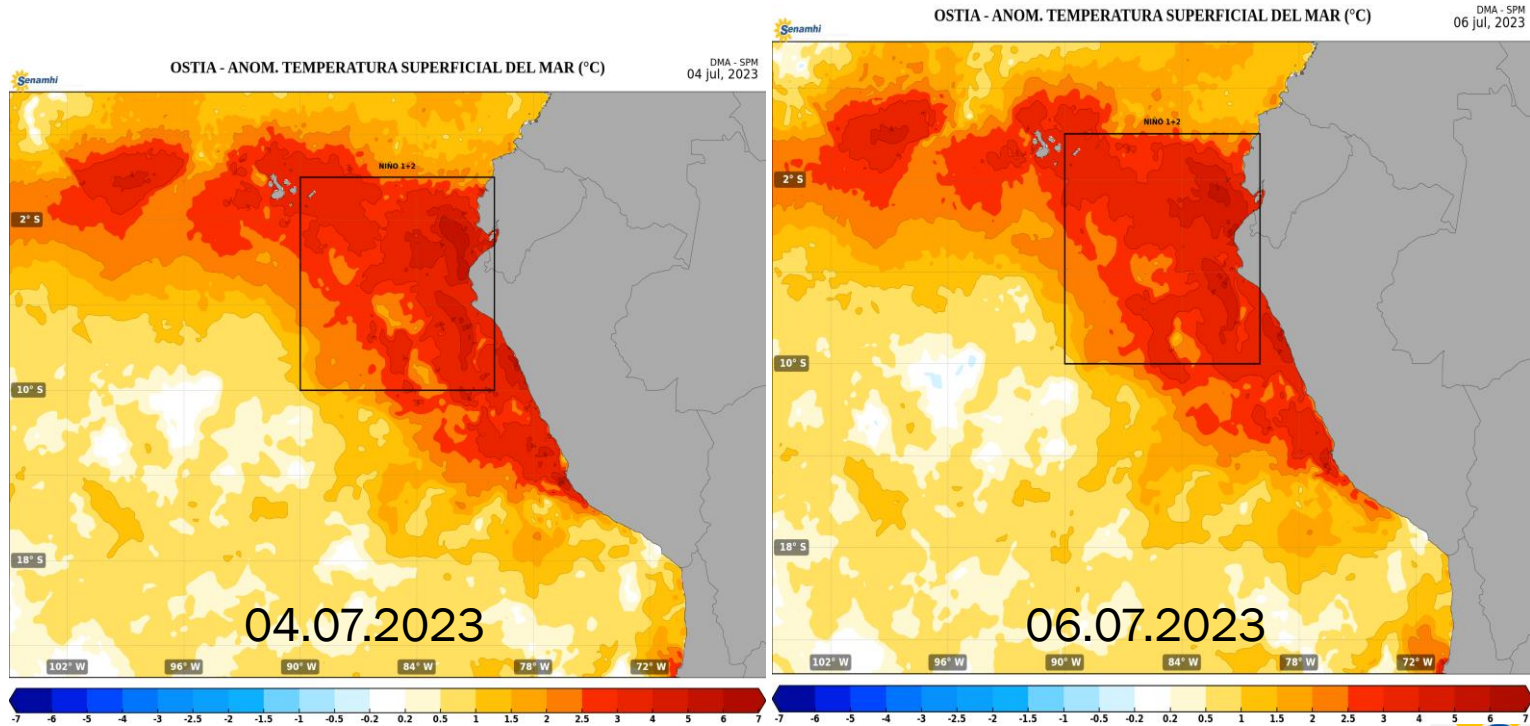 Senamhi
OSTIA - ANOM. TEMPERATURA SUPERFICIAL DEL MAR (°C)
DMA - SPM
04 jul, 2023
NIÑO 1+2
2° S
10° S
18° S
04.07.2023
102° W 96° W 90° W 84° W 78° W 72° W
-7 -6 -5 -4 -3 -2.5 -2 -1.5 -1 -0.5 -0.2 0.2 0.5 1 1.5 2 2.5 3 4 5 6 7
Senamhi
OSTIA - ANOM. TEMPERATURA SUPERFICIAL DEL MAR (°C)
DMA - SPM
06 jul, 2023
NIÑO 1+2
2° S
10° S
18° S
06.07.2023
102° W 96° W 90° W 84° W 78° W 72° W
-7 -6 -5 -4 -3 -2.5 -2 -1.5 -1 -0.5 -0.2 0.2 0.5 1 1.5 2 2.5 3 4 5 6 7